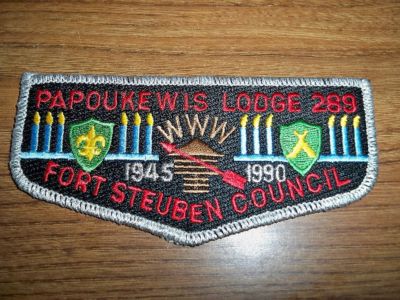 PAPOUKEWIS LODGE 289
WWW
1945 1990
FORT STEUBEN COUNCIL